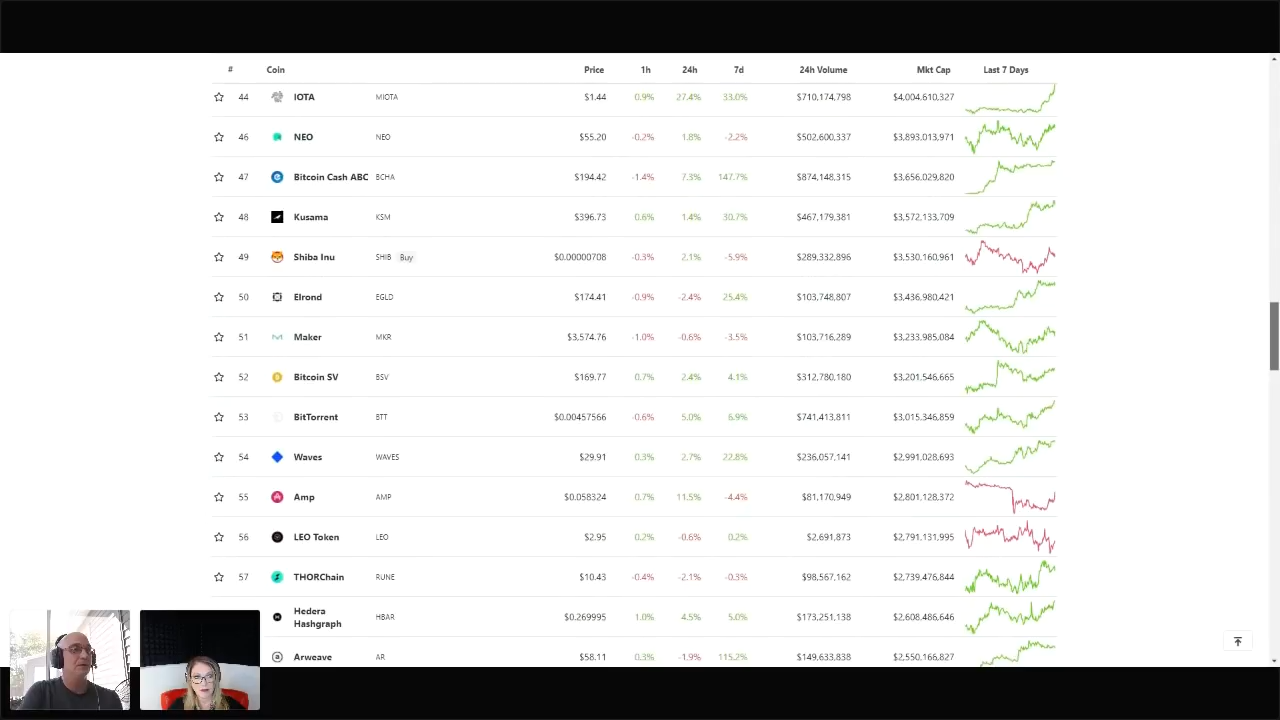 # Coin Price 1h 24h 7d 24h Volume Mkt Cap Last 7 Days
44 IOTA MIOTA $1.44 0.9% 27.4% 33.0% $710,174,798 $4,004,610,327
46 NEO NEO $55.20 -0.2% 1.8% -2.2% $502,600,337 $3,893,013,971
47 Bitcoin Cash ABC BCHA $194.42 -1.4% 7.3% 147.7% $874,148,315 $3,656,029,820
48 Kusama KSM $396.73 0.6% 1.4% 30.7% $467,179,381 $3,572,133,709
49 Shiba Inu SHIB Buy $0.00000708 -0.3% 2.1% -5.9% $289,332,896 $3,530,160,961
50 Elrond EGLD $174.41 -0.9% -2.4% 25.4% $103,748,807 $3,436,980,421
51 Maker MKR $3,574.76 -1.0% -0.6% -3.5% $103,716,289 $3,233,985,084
52 Bitcoin SV BSV $169.77 0.7% 2.4% 4.1% $312,780,180 $3,201,546,665
53 BitTorrent BTT $0.00457566 -0.6% 5.0% 6.9% $741,413,811 $3,015,346,859
54 Waves WAVES $29.91 0.3% 2.7% 22.8% $236,057,141 $2,991,028,693
55 Amp AMP $0.058324 0.7% 11.5% -4.4% $81,170,949 $2,801,128,372
56 LEO Token LEO $2.95 0.2% -0.6% 0.2% $2,691,873 $2,791,131,995
57 THORChain RUNE $10.43 -0.4% -2.1% -0.3% $98,567,162 $2,739,476,844
Hedera
Hashgraph HBAR $0.269995 1.0% 4.5% 5.0% $173,251,138 $2,608,486,646
Arweave AR $58.11 0.3% -1.9% 115.2% $149,633,838 $2,550,166,827